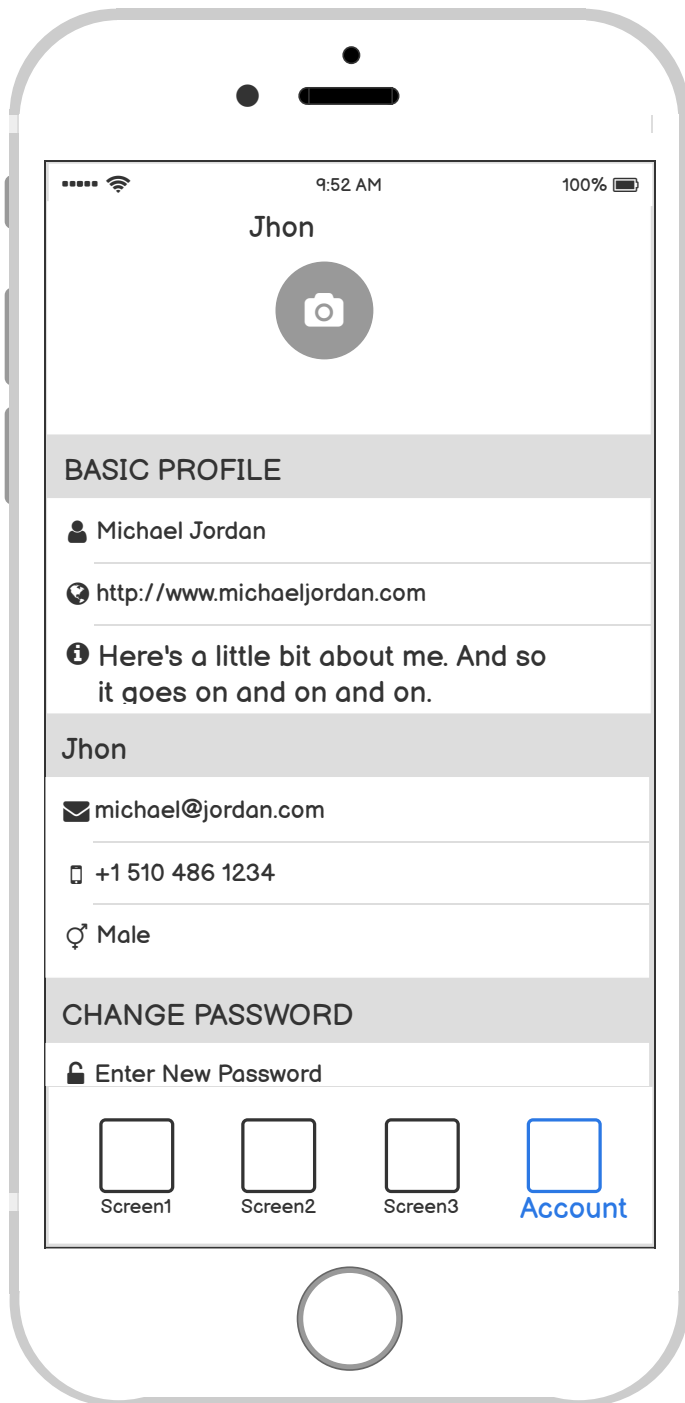 9:52 AM
100%
Jhon
BASIC PROFILE
Michael Jordan
http://www.michaeljordan.com
Here's a little bit about me. And so
it goes on and on and on.
Jhon
michael@jordan.com
+1 510 486 1234
Male
CHANGE PASSWORD
Enter New Password
Screen1
Screen2
Screen3
Account